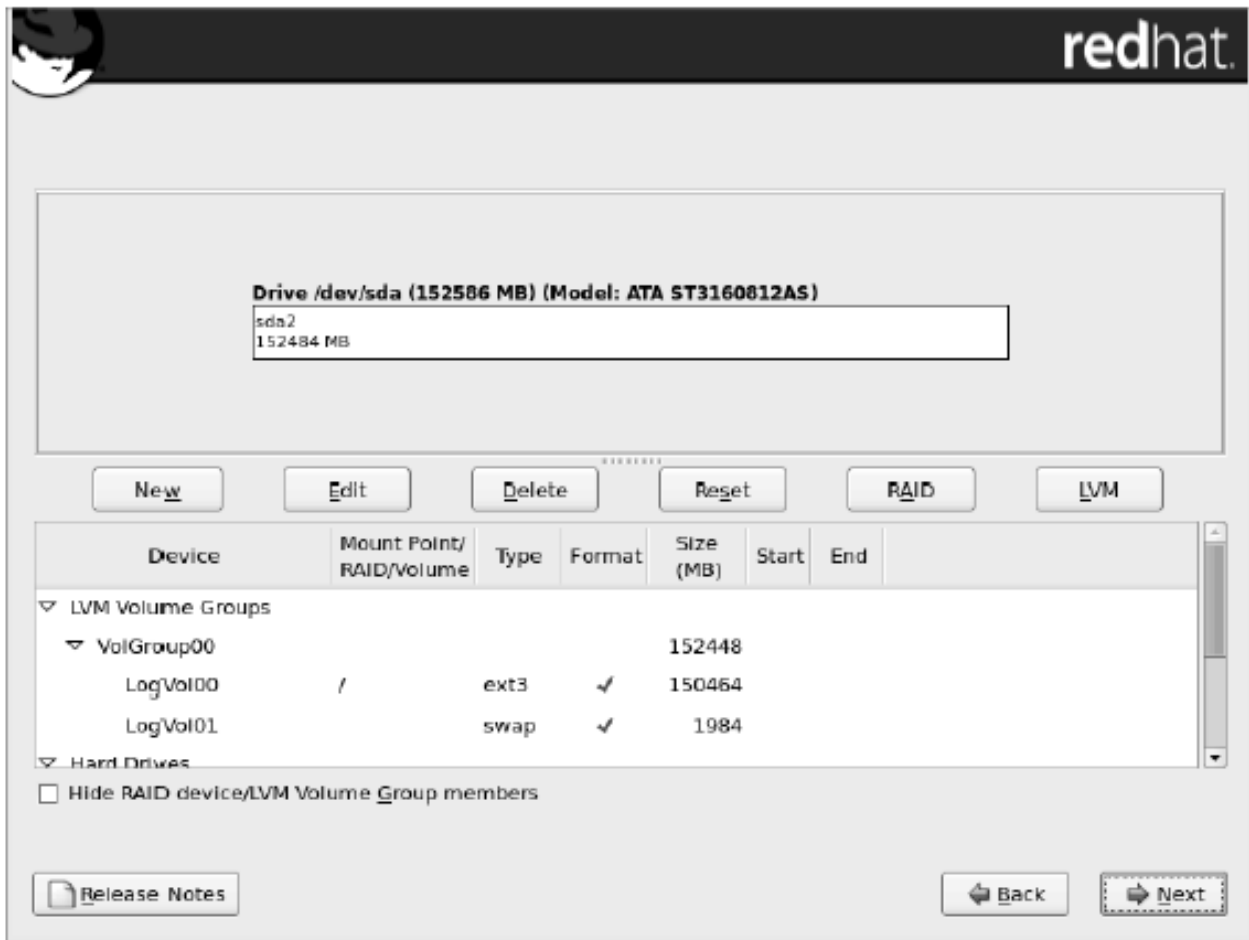 redhat.
Drive /dev/sda (152586 MB) (Model: ATA ST3160812AS)
sda2
152484 MB
New Edit Delete Reset RAID LVM
Device Mount Point/ RAID/Volume Type Format Size (MB) Start End
LVM Volume Groups
VolGroup00 152448
LogVol00 / ext3 150464
LogVol01 swap 1984
Hard Drives
Hide RAID device/LVM Volume Group members
Release Notes Back Next